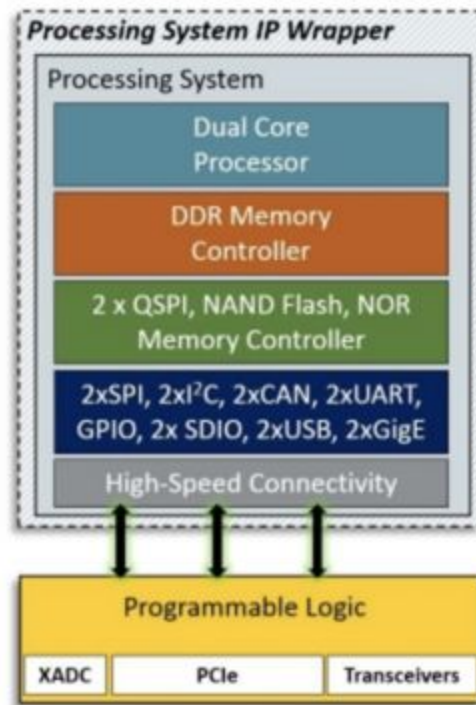 Processing System IP Wrapper
Processing System
Dual Core
Processor
DDR Memory
Controller
2 x QSPI, NAND Flash, NOR
Memory Controller
2xSPI, 2xI²C, 2xCAN, 2xUART,
GPIO, 2x SDIO, 2xUSB, 2xGigE
High-Speed Connectivity
Programmable Logic
XADC
PCIe
Transceivers